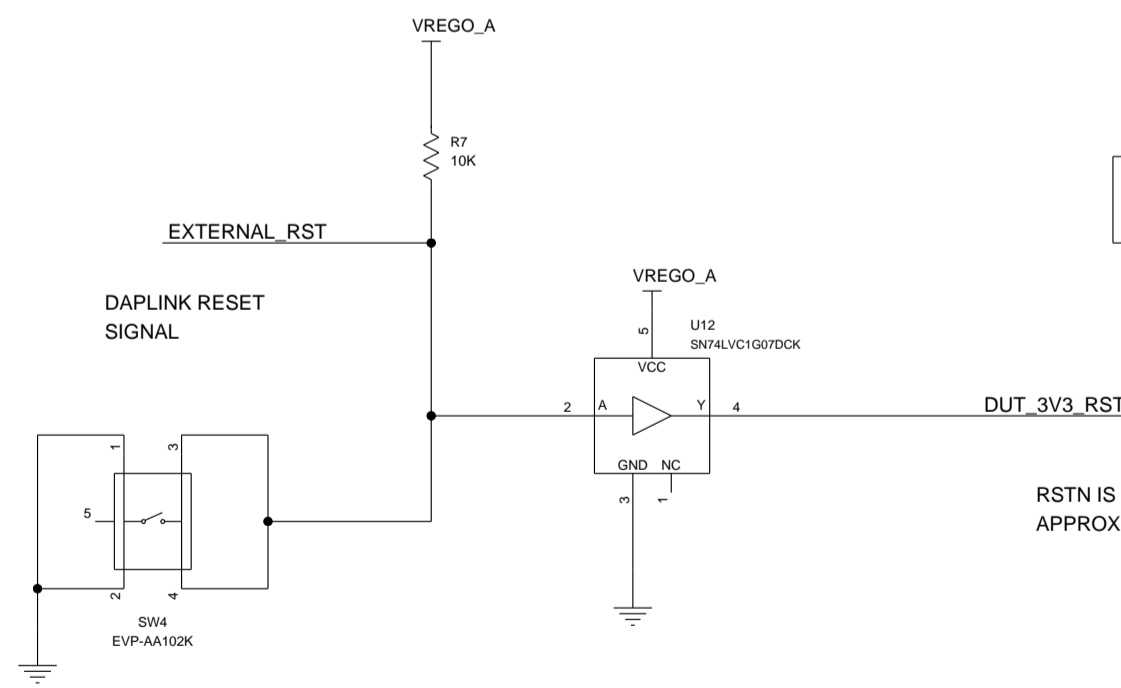 VREGO_A
R7
10K
EXTERNAL_RST
DAPLINK RESET
SIGNAL
VREGO_A
5
U12
SN74LVC1G07DCK
VCC
2
A
Y
4
DUT_3V3_RST
GND
NC
3
1
1
3
5
2
4
SW4
EVP-AA102K
RSTN IS
APPROX